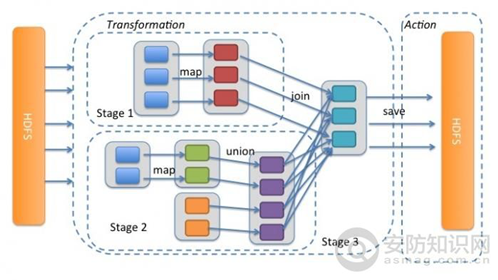 Transformation
Action
HDFS
map
Stage 1
join
save
HDFS
union
map
Stage 2
Stage 3
安防知识网
asmag.com.cn